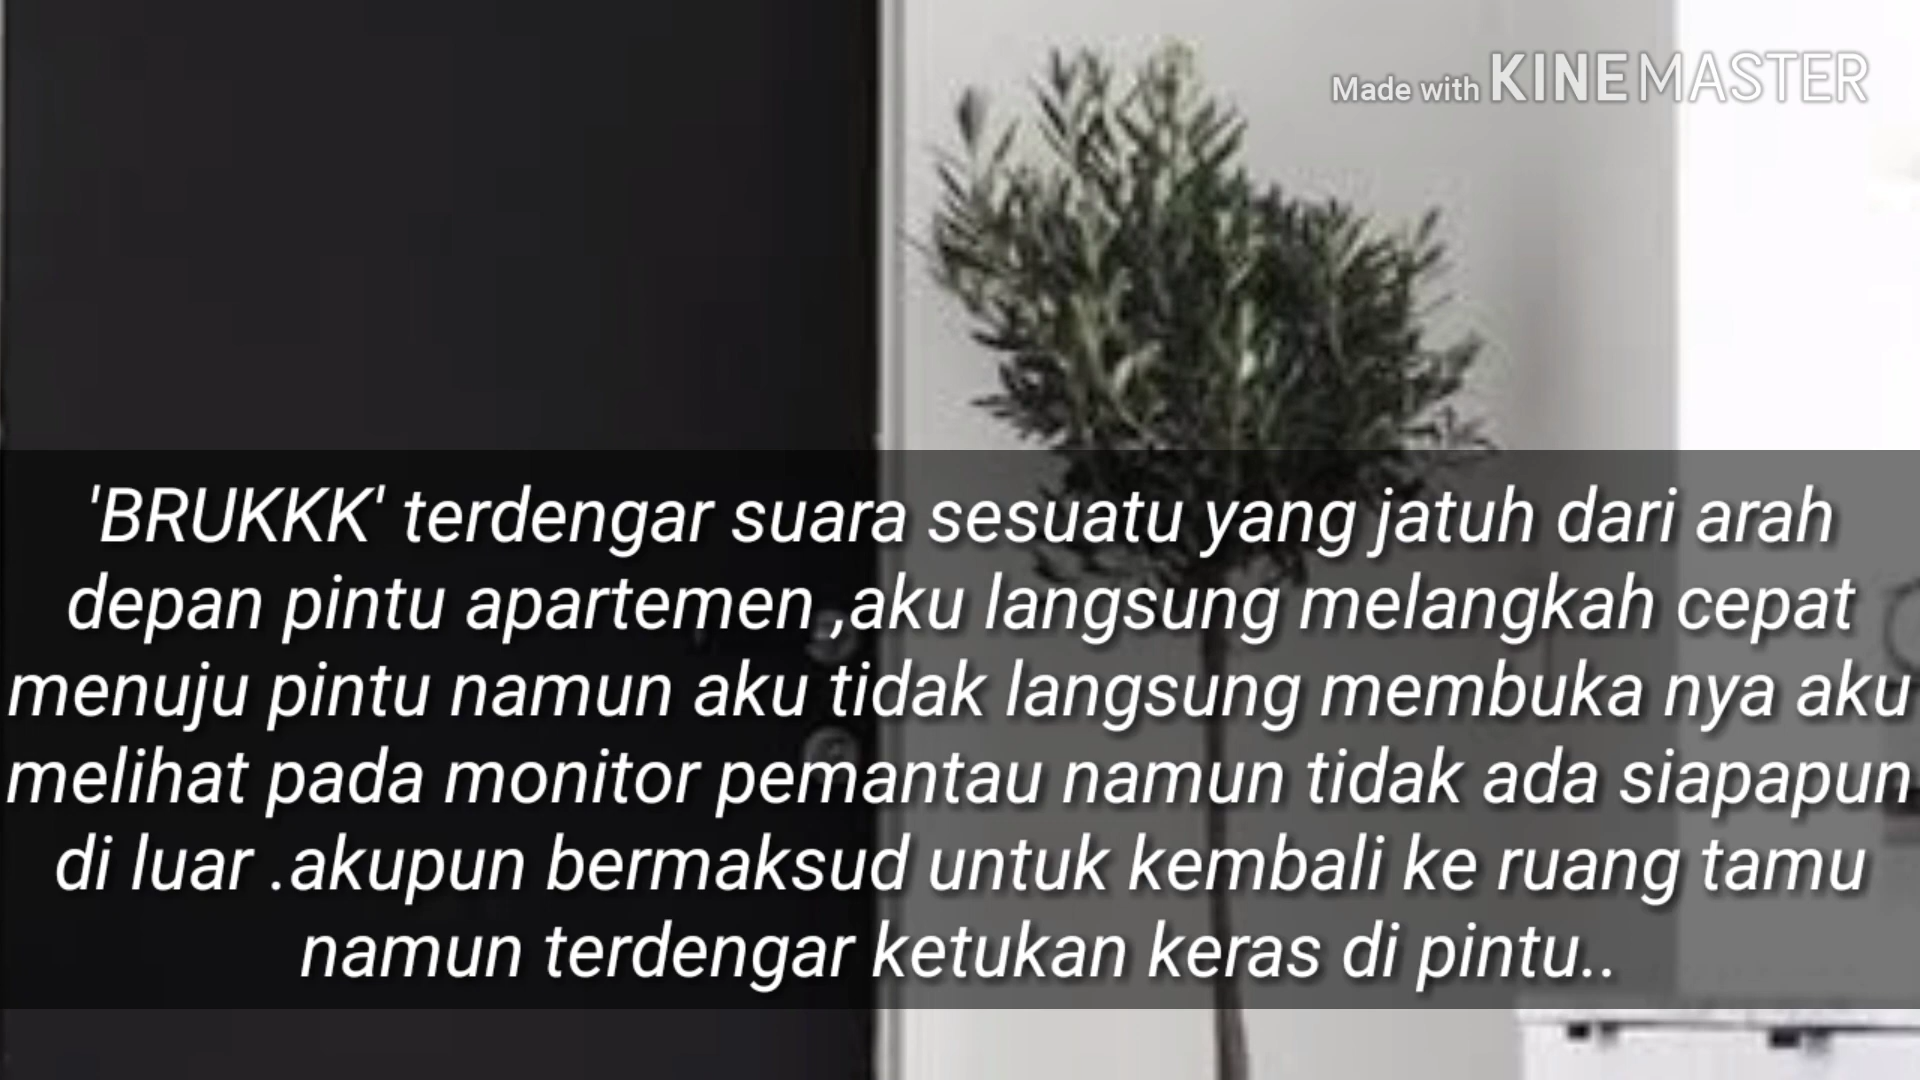 Made with KINEMASTER
'BRUKKK' terdengar suara sesuatu yang jatuh dari arah
depan pintu apartemen ,aku langsung melangkah cepat
menuju pintu namun aku tidak langsung membuka nya aku
melihat pada monitor pemantau namun tidak ada siapapun
di luar .akupun bermaksud untuk kembali ke ruang tamu
namun terdengar ketukan keras di pintu..